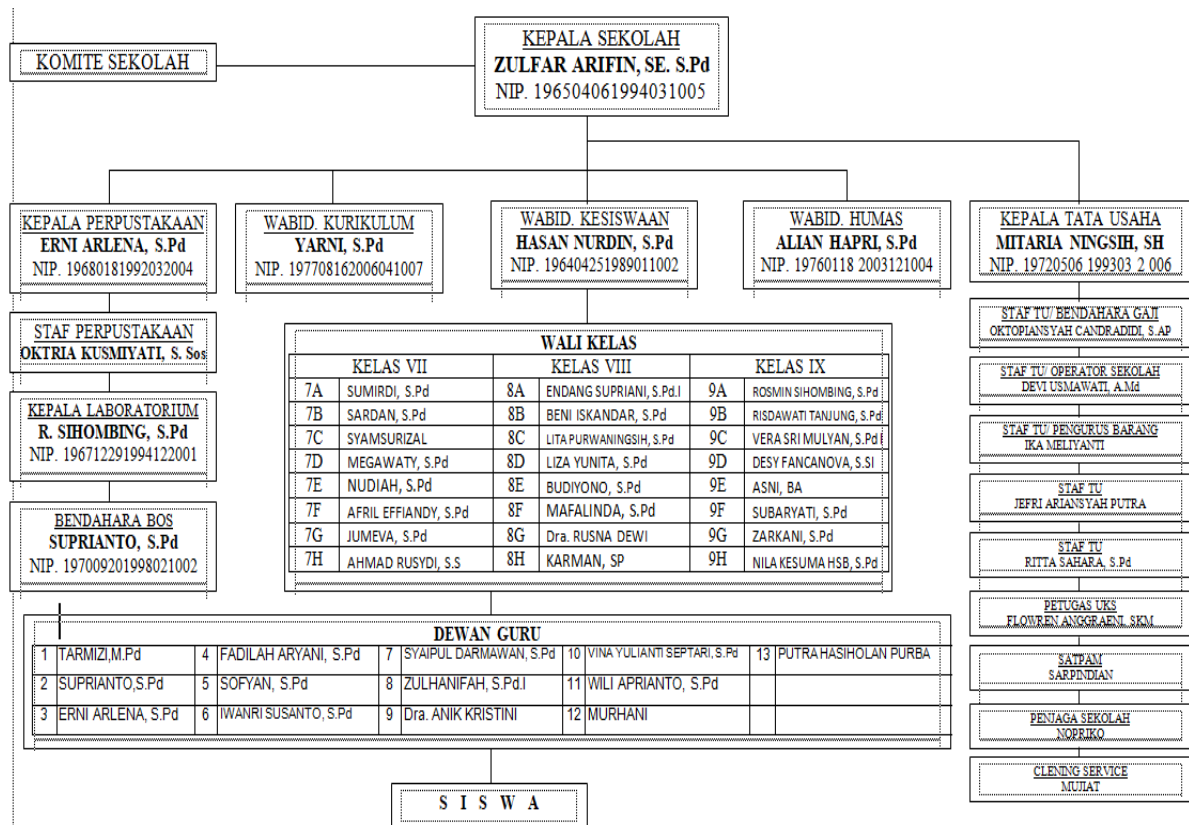 KOMITE SEKOLAH
KEPALA SEKOLAH
ZULFAR ARIFIN, SE. S.Pd
NIP. 196504061994031005
KEPALA PERPUSTAKAAN
ERNI ARLENA, S.Pd
NIP. 19680181992032004
WABID. KURIKULUM
YARNI, S.Pd
NIP. 197708162006041007
WABID. KESISWAAN
HASAN NURDIN, S.Pd
NIP. 196404251989011002
WABID. HUMAS
ALIAN HAPRI, S.Pd
NIP. 19760118 2003121004
KEPALA TATA USAHA
MITARIA NINGSIH, SH
NIP. 19720506 199303 2 006
STAF PERPUSTAKAAN
OKTRIA KUSMIYATI, S. Sos
KEPALA LABORATORIUM
R. SIHOMBING, S.Pd
NIP. 196712291994122001
BENDAHARA BOS
SUPRIANTO, S.Pd
NIP. 197009201998021002
WALI KELAS
KELAS VII KELAS VIII KELAS IX
7A SUMIRDI, S.Pd 8A ENDANG SUPRIANI, S.Pd.I 9A ROSMIN SIHOMBING, S.Pd
7B SARDAN, S.Pd 8B BENI ISKANDAR, S.Pd 9B RISDAWATI TANJUNG, S.Pd
7C SYAMSURIZAL 8C LITA PURWANINGSIH, S.Pd 9C VERA SRI MULYAN, S.Pd I
7D MEGAWATY, S.Pd 8D LIZA YUNITA, S.Pd 9D DESY FANCANOVA, S.SI
7E NUDIAH, S.Pd 8E BUDIYONO, S.Pd 9E ASNI, BA
7F AFRIL EFFIANDY, S.Pd 8F MAFALINDA, S.Pd 9F SUBARYATI, S.Pd
7G JUMEVA, S.Pd 8G Dra. RUSNA DEWI 9G ZARKANI, S.Pd
7H AHMAD RUSYDI, S.S 8H KARMAN, SP 9H NILA KESUMA HSB, S.Pd
STAF TU/ BENDAHARA GAJI
OKTOPIANSYAH CANDRADIDI, S.AP
STAF TU/ OPERATOR SEKOLAH
DEVI USMAWATI, A.Md
STAF TU/ PENGURUS BARANG
IKA MELIYANTI
STAF TU
JEFRI ARIANSYAH PUTRA
STAF TU
RITTA SAHARA, S.Pd
PETUGAS UKS
FLOWREN ANGGRAENI, SKM
SATPAM
SARPINDIAN
PENJAGA SEKOLAH
NOPRIKO
CLENING SERVICE
MUJIAT
DEWAN GURU
1 TARMIZI,M.Pd 4 FADILAH ARYANI, S.Pd 7 SYAIPUL DARMAWAN, S.Pd 10 VINA YULIANTI SEPTARI, S.Pd 13 PUTRA HASIHOLAN PURBA
2 SUPRIANTO,S.Pd 5 SOFYAN, S.Pd 8 ZULHANIFAH, S.Pd.I 11 WILI APRIANTO, S.Pd
3 ERNI ARLENA, S.Pd 6 IWANRI SUSANTO, S.Pd 9 Dra. ANIK KRISTINI 12 MURHANI
S I S W A